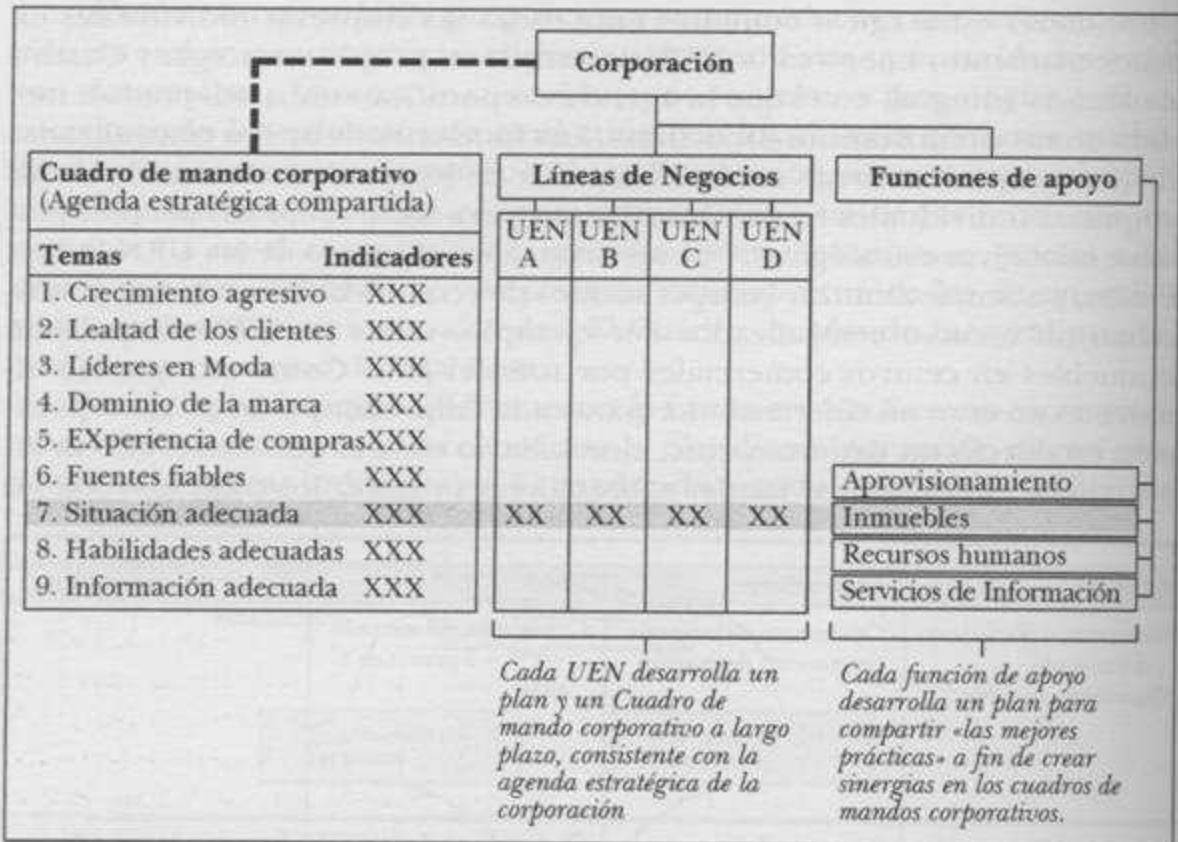 Corporación
Cuadro de mando corporativo
(Agenda estratégica compartida)
Temas Indicadores
1. Crecimiento agresivo XXX
2. Lealtad de los clientes XXX
3. Líderes en Moda XXX
4. Dominio de la marca XXX
5. EXperiencia de compras XXX
6. Fuentes fiables XXX
7. Situación adecuada XXX
8. Habilidades adecuadas XXX
9. Información adecuada XXX
Líneas de Negocios
UEN UEN UEN UEN
A B C D
XX XX XX XX
Cada UEN desarrolla un
plan y un Cuadro de
mando corporativo a largo
plazo, consistente con la
agenda estratégica de la
corporación
Funciones de apoyo
Aprovisionamiento
Inmuebles
Recursos humanos
Servicios de Información
Cada función de apoyo
desarrolla un plan para
compartir «las mejores
prácticas» a fin de crear
sinergias en los cuadros de
mandos corporativos.